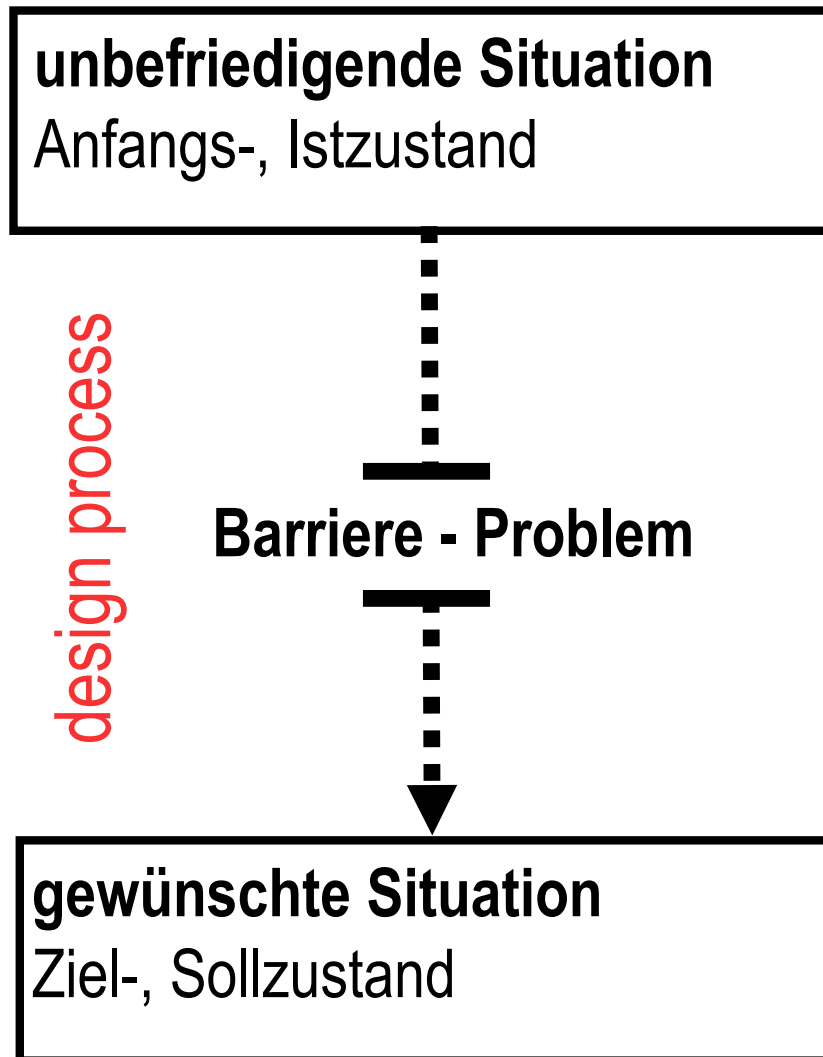 unbefriedigende Situation
Anfangs-, Istzustand
design process
Barriere - Problem
gewünschte Situation
Ziel-, Sollzustand